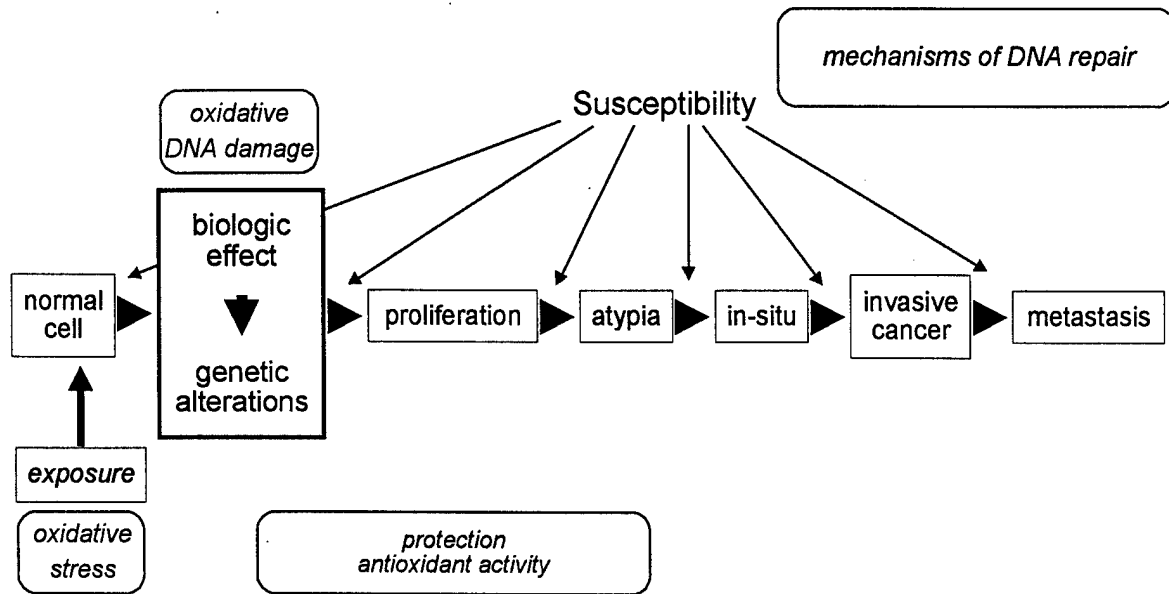 mechanisms of DNA repair
Susceptibility
oxidative
DNA damage
biologic
effect
genetic
alterations
normal
cell
proliferation
atypia
in-situ
invasive
cancer
metastasis
exposure
oxidative
stress
protection
antioxidant activity